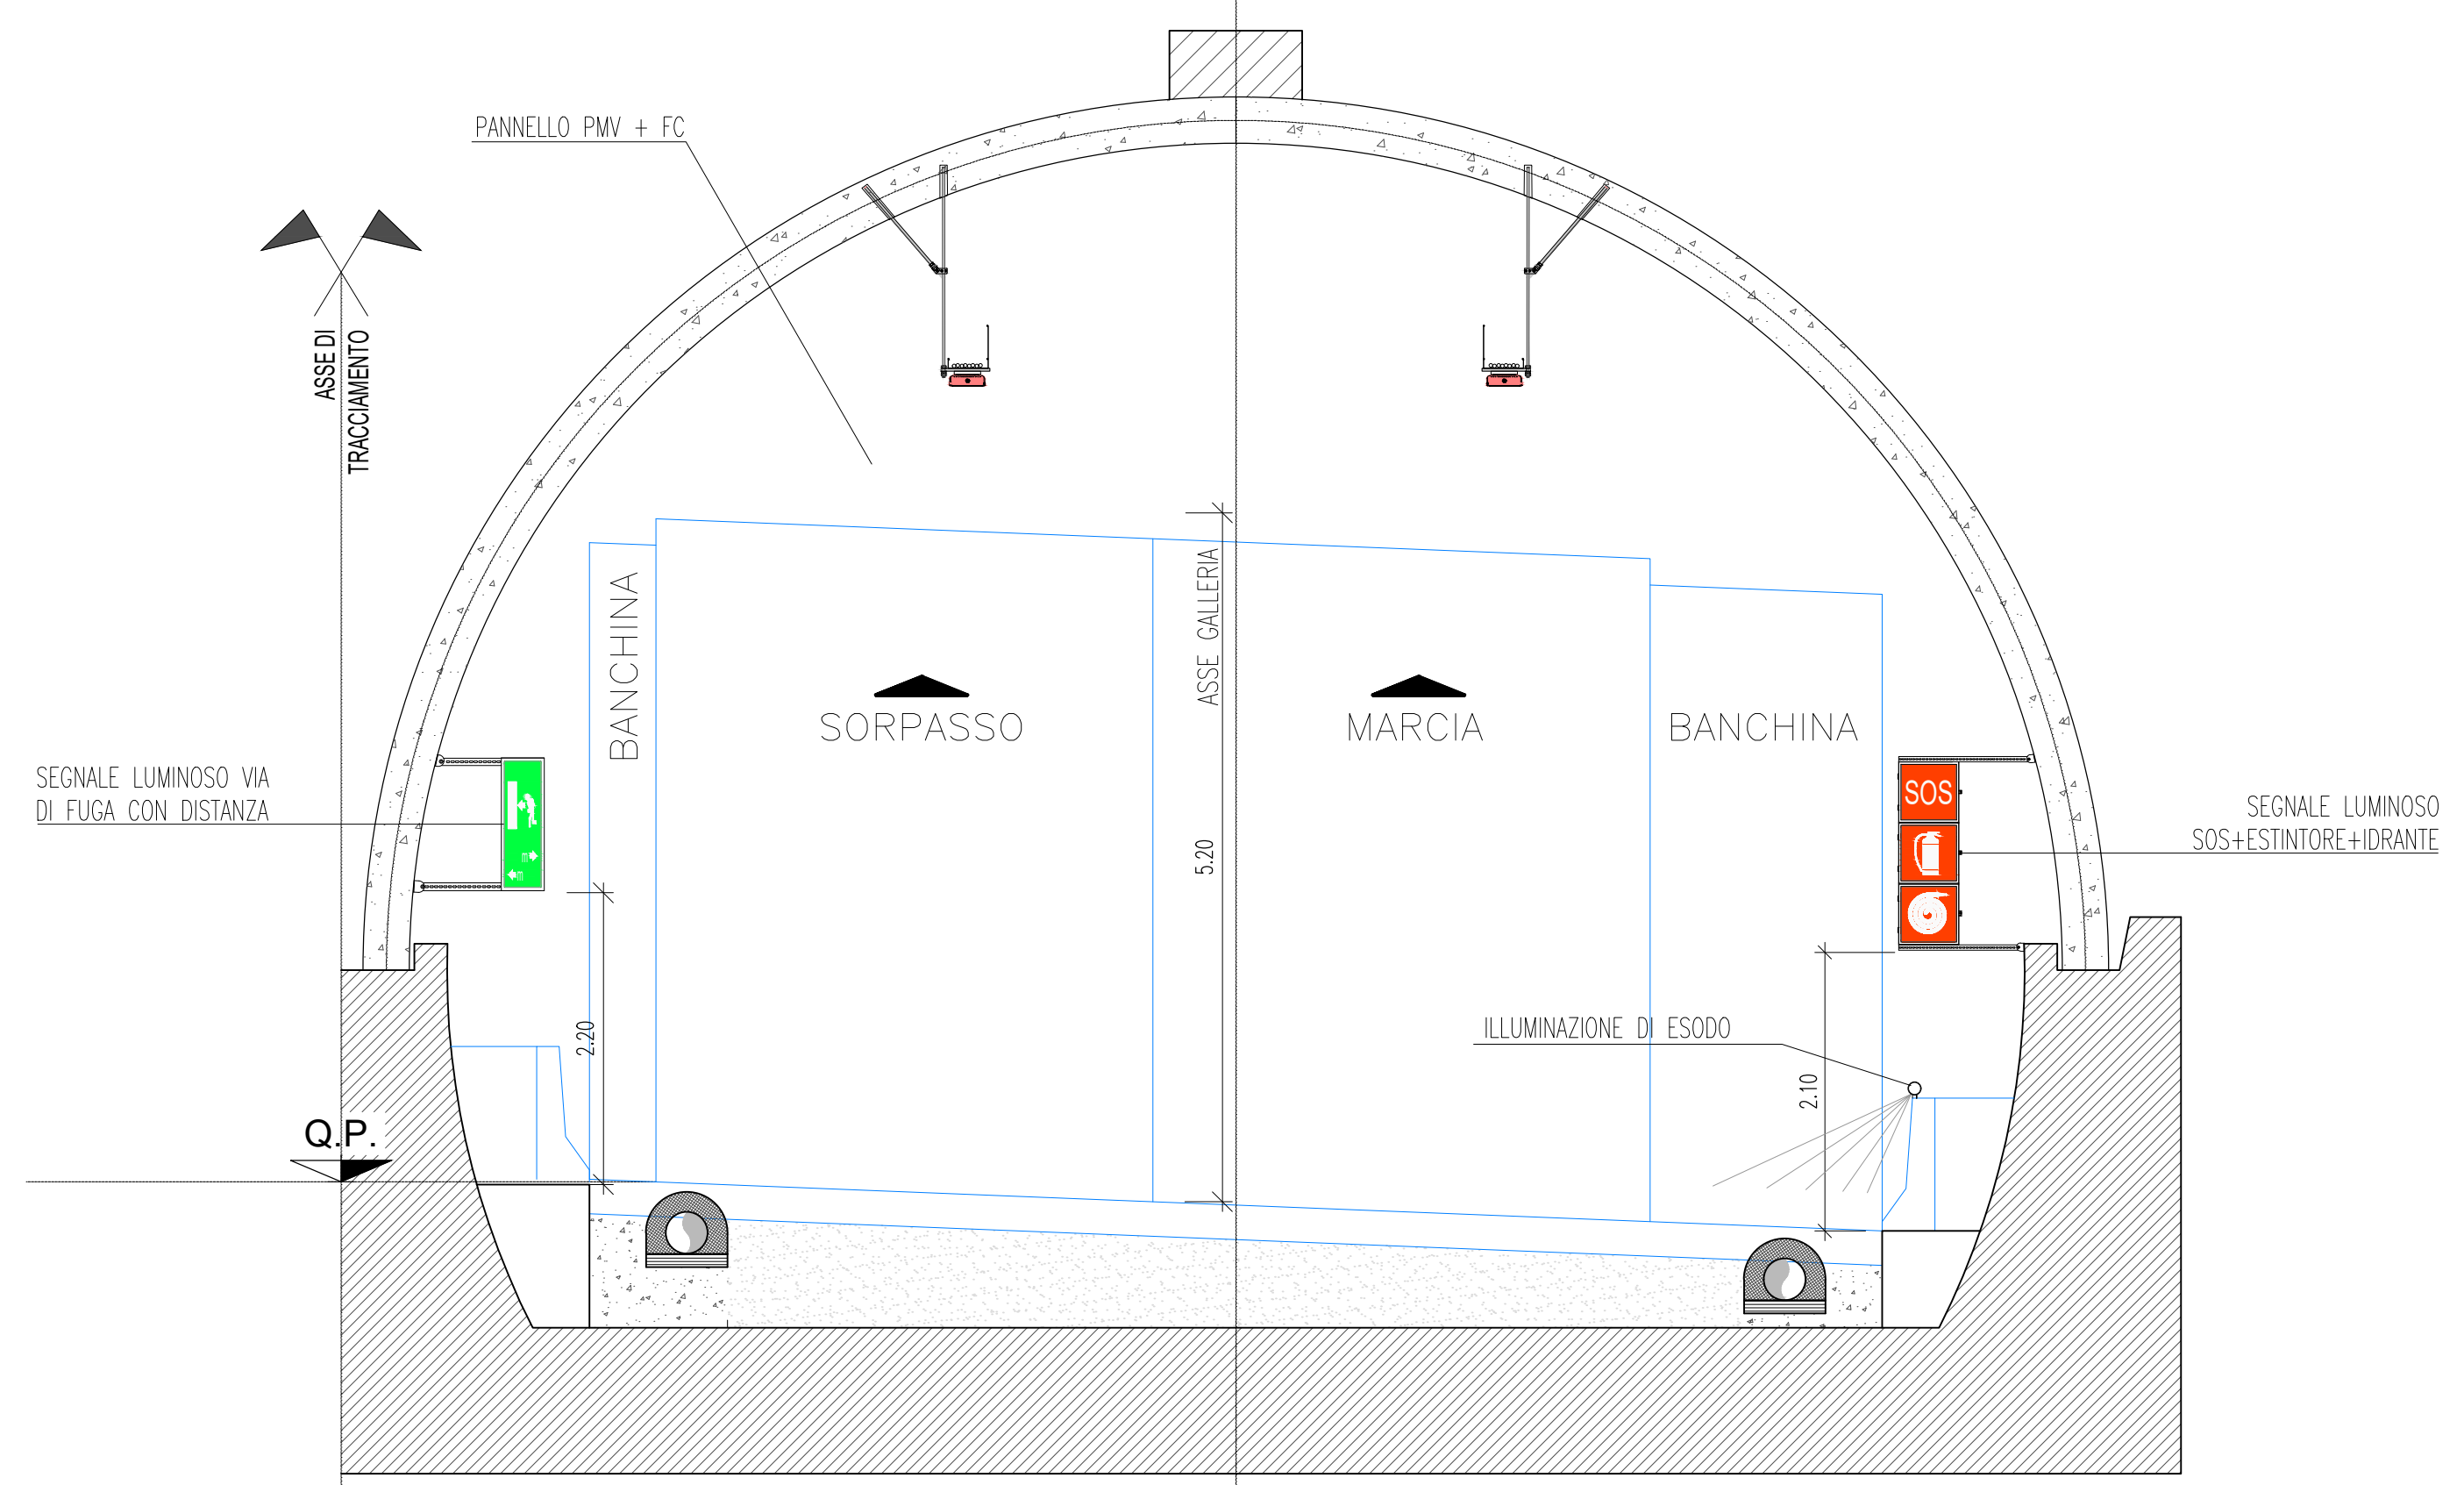 PANNELLO PMV + FC
ASSE DI
TRACCIAMENTO
ASSE GALLERIA
BANCHINA
SORPASSO
MARCIA
BANCHINA
SEGNALE LUMINOSO VIA
DI FUGA CON DISTANZA
m
m
SOS
SEGNALE LUMINOSO
SOS+ESTINTORE+IDRANTE
5.20
2.20
ILLUMINAZIONE DI ESODO
2.10
Q.P.